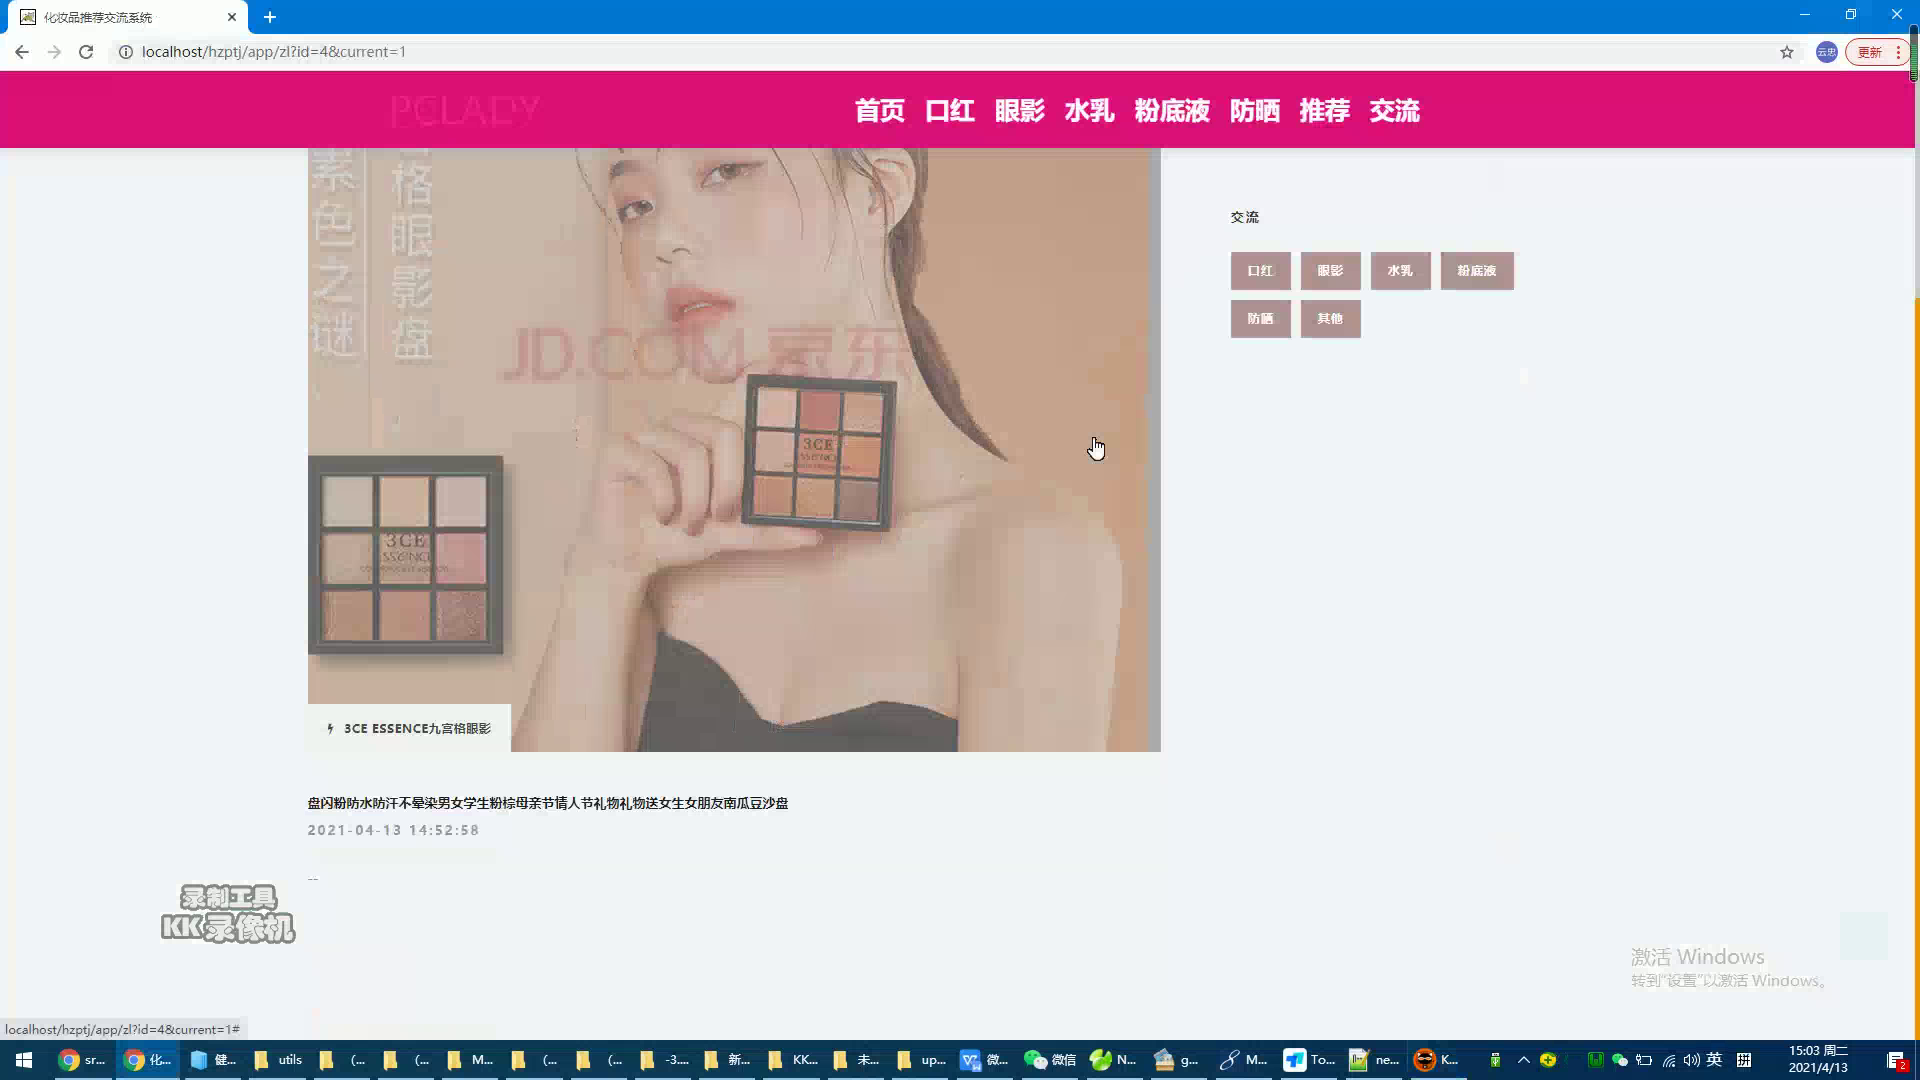 化妆品推荐交流系统
localhost/hzptj/app/zl?id=4&current=1
云忠
更新
PCLADY
首页 口红 眼影 水乳 粉底液 防晒 推荐 交流
素色之谜
格眼影盘
JD.COM 京东
3CE
3CE
交流
口红 眼影 水乳 粉底液
防晒 其他
3CE ESSENCE九宫格眼影
盘闪粉防水防汗不晕染男女学生粉棕母亲节情人节礼物礼物送女生女朋友南瓜豆沙盘
2021-04-13 14:52:58
--
录制工具
KK录像机
激活 Windows
转到"设置"以激活 Windows。
localhost/hzptj/app/zl?id=4&current=1#
sr... 化... 健... utils (... (... M... (... (... -3.... 新... KK... 未... up... 微... 微信 N... g... M... To... ne... K... 英 拼 15:03 周二
2021/4/13
2